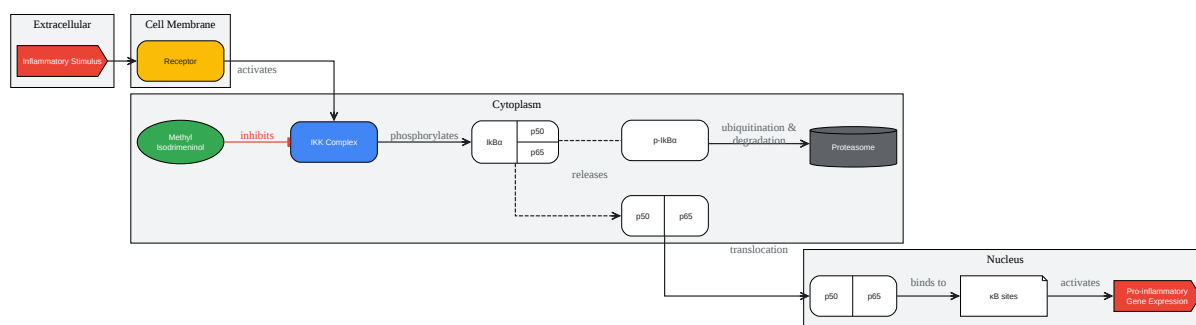 Extracellular
Cell Membrane
Inflammatory Stimulus
Receptor
activates
Cytoplasm
Methyl
Isodrimeninol
inhibits
IKK Complex
phosphorylates
IkBα
p50
p65
p-IkBα
ubiquitination &
degradation
Proteasome
releases
p50
p65
translocation
Nucleus
p50
p65
binds to
κB sites
activates
Pro-inflammatory
Gene Expression